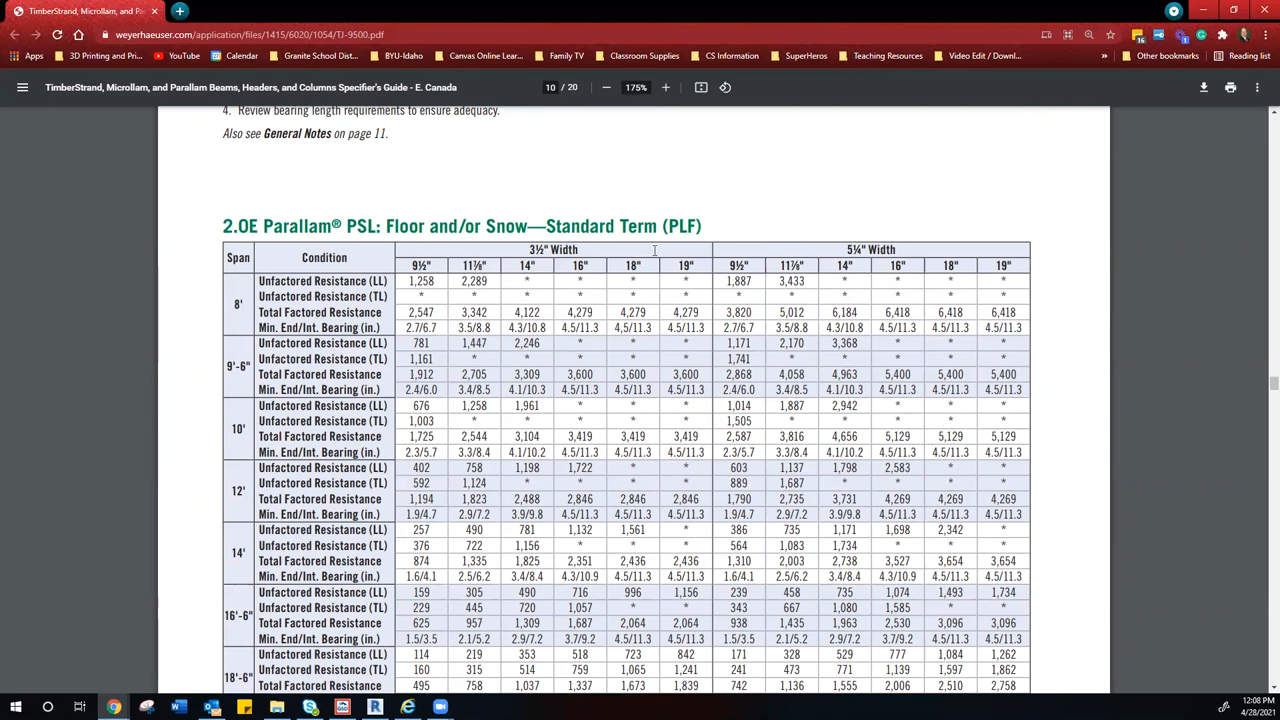 TimberStrand, Microllam, and Pa
weyerhaeuser.com/application/files/1415/6020/1054/TJ-9500.pdf
Apps 3D Printing and Pri... YouTube Calendar Granite School Dist... BYU-Idaho Canvas Online Lear... Family TV Classroom Supplies CS Information SuperHeros Teaching Resources Video Edit / Downl... » Other bookmarks Reading list
TimberStrand, Microllam, and Parallam Beams, Headers, and Columns Specifier's Guide - E. Canada 10 / 20 175%
4. Review bearing length requirements to ensure adequacy.
Also see General Notes on page 11.
2.0E Parallam® PSL: Floor and/or Snow—Standard Term (PLF)
Span Condition 3½" Width 5¼" Width
9½" 11⅞" 14" 16" 18" 19" 9½" 11⅞" 14" 16" 18" 19"
8'
Unfactored Resistance (LL) 1,258 2,289 * * * * 1,887 3,433 * * * *
Unfactored Resistance (TL) * * * * * * * * * * * *
Total Factored Resistance 2,547 3,342 4,122 4,279 4,279 4,279 3,820 5,012 6,184 6,418 6,418 6,418
Min. End/Int. Bearing (in.) 2.7/6.7 3.5/8.8 4.3/10.8 4.5/11.3 4.5/11.3 4.5/11.3 2.7/6.7 3.5/8.8 4.3/10.8 4.5/11.3 4.5/11.3 4.5/11.3
9'-6"
Unfactored Resistance (LL) 781 1,447 2,246 * * * 1,171 2,170 3,368 * * *
Unfactored Resistance (TL) 1,161 * * * * * 1,741 * * * * *
Total Factored Resistance 1,912 2,705 3,309 3,600 3,600 3,600 2,868 4,058 4,963 5,400 5,400 5,400
Min. End/Int. Bearing (in.) 2.4/6.0 3.4/8.5 4.1/10.3 4.5/11.3 4.5/11.3 4.5/11.3 2.4/6.0 3.4/8.5 4.1/10.3 4.5/11.3 4.5/11.3 4.5/11.3
10'
Unfactored Resistance (LL) 676 1,258 1,961 * * * 1,014 1,887 2,942 * * *
Unfactored Resistance (TL) 1,003 * * * * * 1,505 * * * * *
Total Factored Resistance 1,725 2,544 3,104 3,419 3,419 3,419 2,587 3,816 4,656 5,129 5,129 5,129
Min. End/Int. Bearing (in.) 2.3/5.7 3.3/8.4 4.1/10.2 4.5/11.3 4.5/11.3 4.5/11.3 2.3/5.7 3.3/8.4 4.1/10.2 4.5/11.3 4.5/11.3 4.5/11.3
12'
Unfactored Resistance (LL) 402 758 1,198 1,722 * * 603 1,137 1,798 2,583 * *
Unfactored Resistance (TL) 592 1,124 * * * * 889 1,687 * * * *
Total Factored Resistance 1,194 1,823 2,488 2,846 2,846 2,846 1,790 2,735 3,731 4,269 4,269 4,269
Min. End/Int. Bearing (in.) 1.9/4.7 2.9/7.2 3.9/9.8 4.5/11.3 4.5/11.3 4.5/11.3 1.9/4.7 2.9/7.2 3.9/9.8 4.5/11.3 4.5/11.3 4.5/11.3
14'
Unfactored Resistance (LL) 257 490 781 1,132 1,561 * 386 735 1,171 1,698 2,342 *
Unfactored Resistance (TL) 376 722 1,156 * * * 564 1,083 1,734 * * *
Total Factored Resistance 874 1,335 1,825 2,351 2,436 2,436 1,310 2,003 2,738 3,527 3,654 3,654
Min. End/Int. Bearing (in.) 1.6/4.1 2.5/6.2 3.4/8.4 4.3/10.9 4.5/11.3 4.5/11.3 1.6/4.1 2.5/6.2 3.4/8.4 4.3/10.9 4.5/11.3 4.5/11.3
16'-6"
Unfactored Resistance (LL) 159 305 490 716 996 1,156 239 458 735 1,074 1,493 1,734
Unfactored Resistance (TL) 229 445 720 1,057 * * 343 667 1,080 1,585 * *
Total Factored Resistance 625 957 1,309 1,687 2,064 2,064 938 1,435 1,963 2,530 3,096 3,096
Min. End/Int. Bearing (in.) 1.5/3.5 2.1/5.2 2.9/7.2 3.7/9.2 4.5/11.3 4.5/11.3 1.5/3.5 2.1/5.2 2.9/7.2 3.7/9.2 4.5/11.3 4.5/11.3
18'-6"
Unfactored Resistance (LL) 114 219 353 518 723 842 171 328 529 777 1,084 1,262
Unfactored Resistance (TL) 160 315 514 759 1,065 1,241 241 473 771 1,139 1,597 1,862
Total Factored Resistance 495 758 1,037 1,337 1,673 1,839 742 1,136 1,555 2,006 2,510 2,758
12:08 PM
4/28/2021